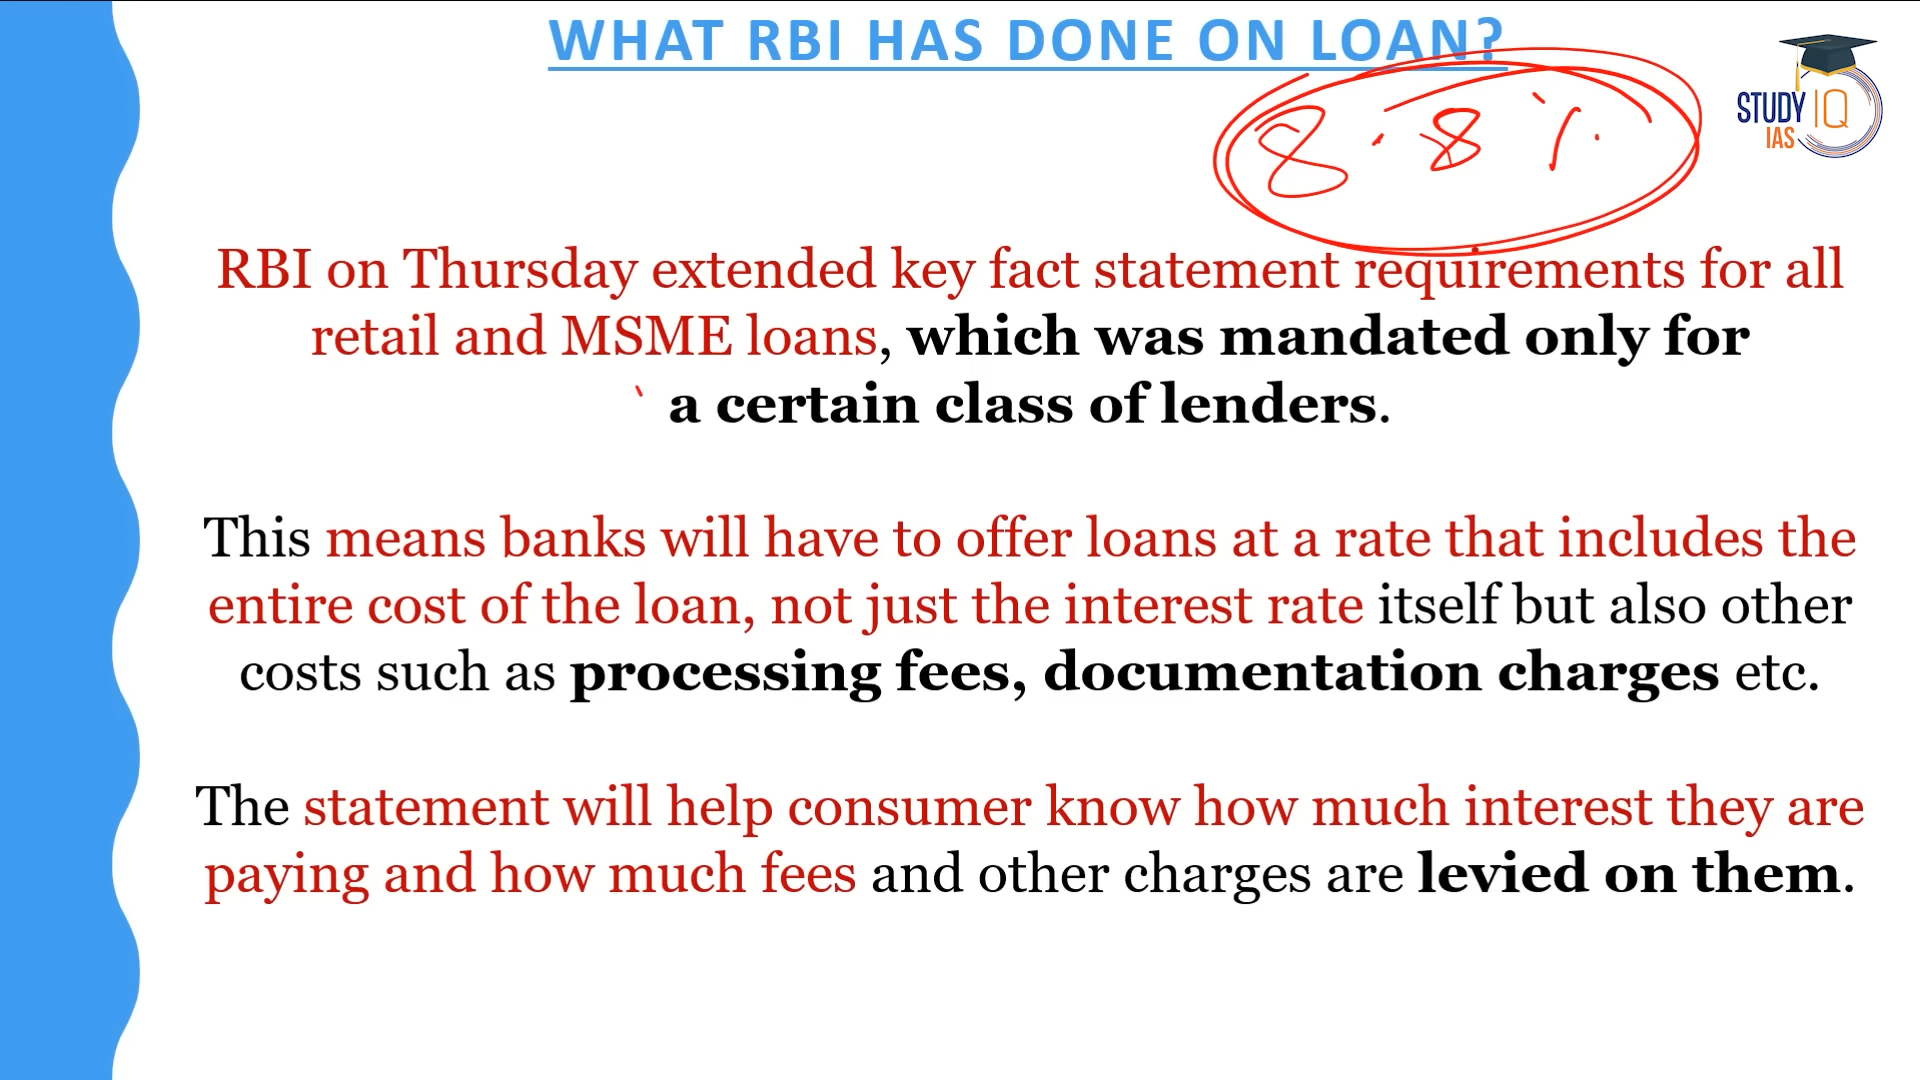 WHAT RBI HAS DONE ON LOAN?
8.8%
STUDY IQ
IAS
RBI on Thursday extended key fact statement requirements for all
retail and MSME loans, which was mandated only for
a certain class of lenders.
This means banks will have to offer loans at a rate that includes the
entire cost of the loan, not just the interest rate itself but also other
costs such as processing fees, documentation charges etc.
The statement will help consumer know how much interest they are
paying and how much fees and other charges are levied on them.